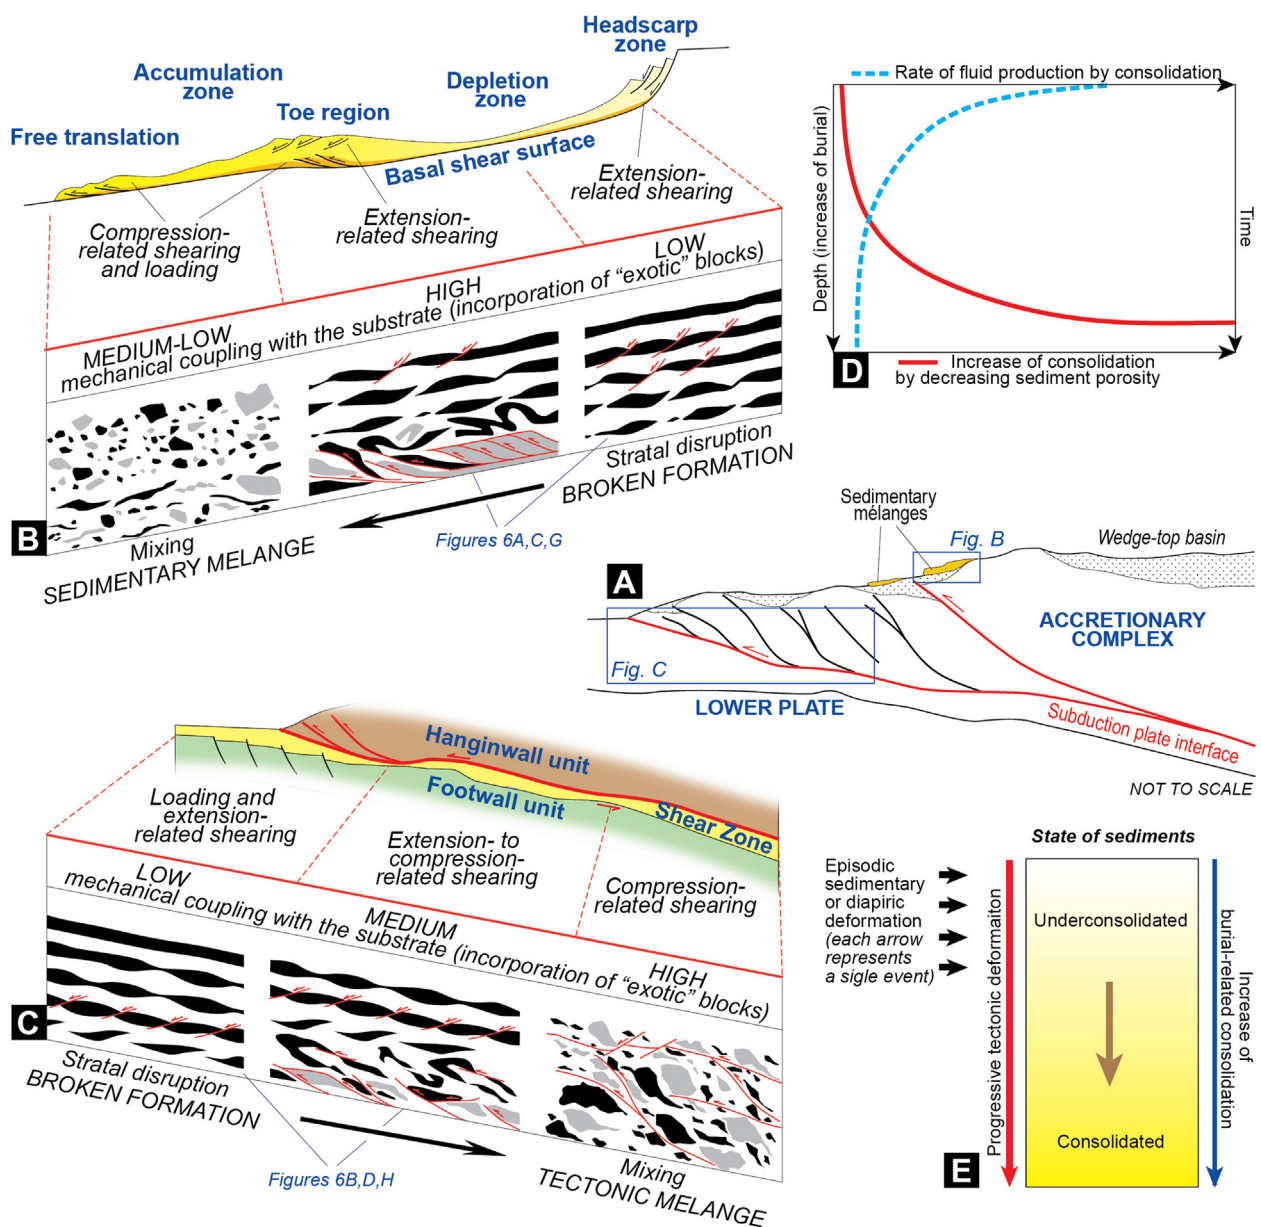 Headscarp
zone
Accumulation
zone
Depletion
zone
Toe region
Free translation
Basal shear surface
Extension-
related shearing
Extension-
related shearing
Compression-
related shearing
and loading
LOW
HIGH
MEDIUM-LOW
mechanical coupling with the substrate (incorporation of “exotic” blocks)
Stratal disruption
BROKEN FORMATION
Figures 6A,C,G
B
Mixing
SEDIMENTARY MELANGE
Rate of fluid production by consolidation
Depth (increase of burial)
Time
D
Increase of consolidation
by decreasing sediment porosity
Sedimentary
mélanges
Fig. B
Wedge-top basin
A
ACCRETIONARY
COMPLEX
Fig. C
LOWER PLATE
Subduction plate interface
NOT TO SCALE
Hanginwall unit
Footwall unit
Shear Zone
Loading and
extension-
related shearing
Extension- to
compression-
related shearing
Compression-
related shearing
LOW
MEDIUM
HIGH
mechanical coupling with the substrate (incorporation of “exotic” blocks)
C
Stratal disruption
BROKEN FORMATION
Figures 6B,D,H
Mixing
TECTONIC MELANGE
State of sediments
Episodic
sedimentary
or diapiric
deformation
(each arrow
represents
a sigle event)
Progressive tectonic deformaiton
Underconsolidated
Consolidated
Increase of
burial-related consolidation
E